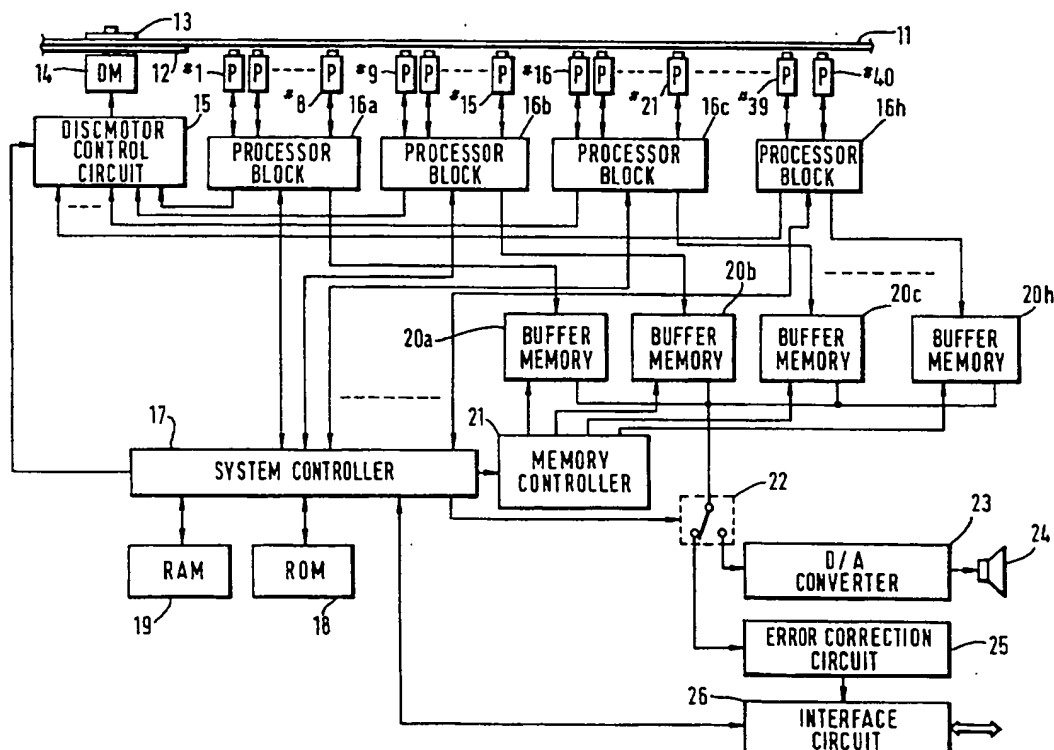 13
11
14
DM
12
#1
P
P
#8
P
#9
P
P
#15
P
#16
P
P
#21
P
#39
P
P
#40
15
16a
16b
16c
16h
DISCMOTOR
CONTROL
CIRCUIT
PROCESSOR
BLOCK
PROCESSOR
BLOCK
PROCESSOR
BLOCK
PROCESSOR
BLOCK
20a
20b
20c
20h
BUFFER
MEMORY
BUFFER
MEMORY
BUFFER
MEMORY
BUFFER
MEMORY
17
21
SYSTEM CONTROLLER
MEMORY
CONTROLLER
22
23
24
RAM
ROM
19
18
D/A
CONVERTER
ERROR CORRECTION
CIRCUIT
25
26
INTERFACE
CIRCUIT